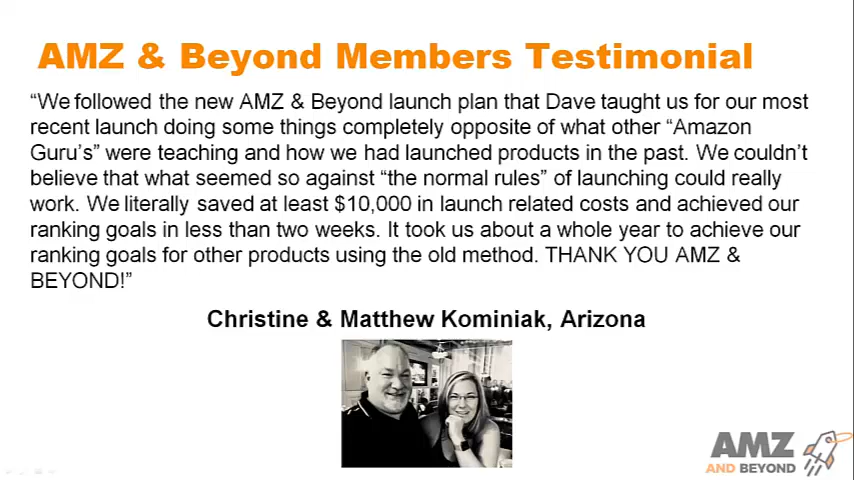 AMZ & Beyond Members Testimonial
“We followed the new AMZ & Beyond launch plan that Dave taught us for our most
recent launch doing some things completely opposite of what other “Amazon
Guru’s” were teaching and how we had launched products in the past. We couldn’t
believe that what seemed so against “the normal rules” of launching could really
work. We literally saved at least $10,000 in launch related costs and achieved our
ranking goals in less than two weeks. It took us about a whole year to achieve our
ranking goals for other products using the old method. THANK YOU AMZ &
BEYOND!”
Christine & Matthew Kominiak, Arizona
AMZ
AND BEYOND